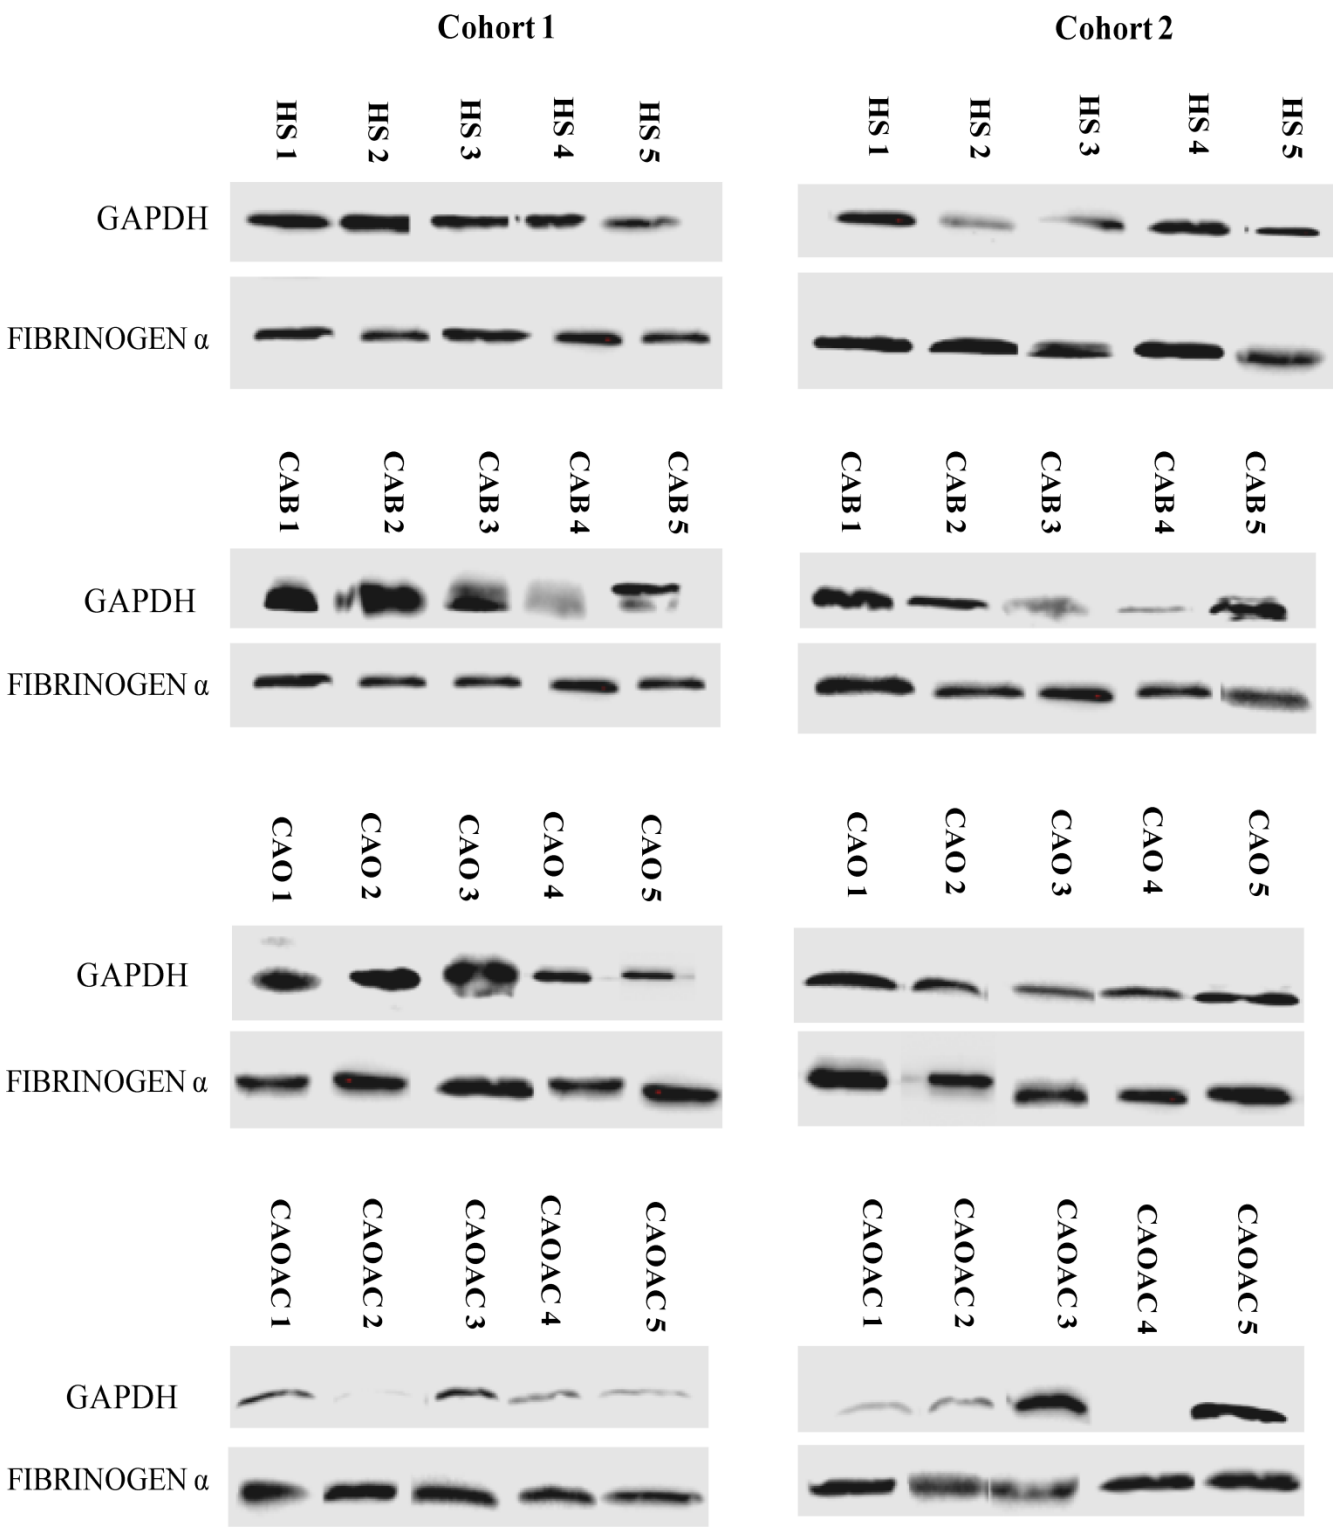 Cohort 1 Cohort 2
HS 1 HS 2 HS 3 HS 4 HS 5 HS 1 HS 2 HS 3 HS 4 HS 5
GAPDH
FIBRINOGEN α
CAB 1 CAB 2 CAB 3 CAB 4 CAB 5 CAB 1 CAB 2 CAB 3 CAB 4 CAB 5
GAPDH
FIBRINOGEN α
CAO 1 CAO 2 CAO 3 CAO 4 CAO 5 CAO 1 CAO 2 CAO 3 CAO 4 CAO 5
GAPDH
FIBRINOGEN α
CAOAC 1 CAOAC 2 CAOAC 3 CAOAC 4 CAOAC 5 CAOAC 1 CAOAC 2 CAOAC 3 CAOAC 4 CAOAC 5
GAPDH
FIBRINOGEN α